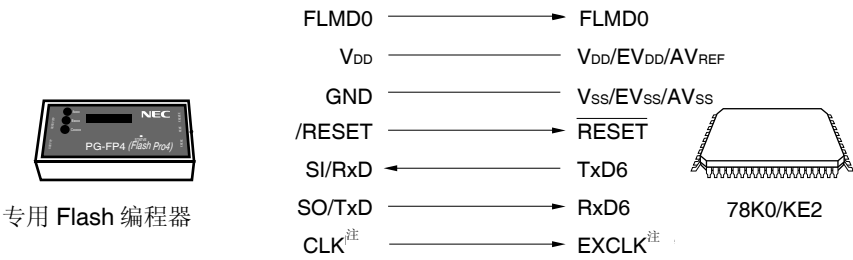 FLMD0 FLMD0
VDD VDD/EVDD/AVREF
GND VSS/EVSS/AVSS
/RESET RESET
SI/RxD TxD6
SO/TxD RxD6
CLK注 EXCLK注
NEC
PG-FP4 (Flash Pro4)
专用 Flash 编程器
78K0/KE2